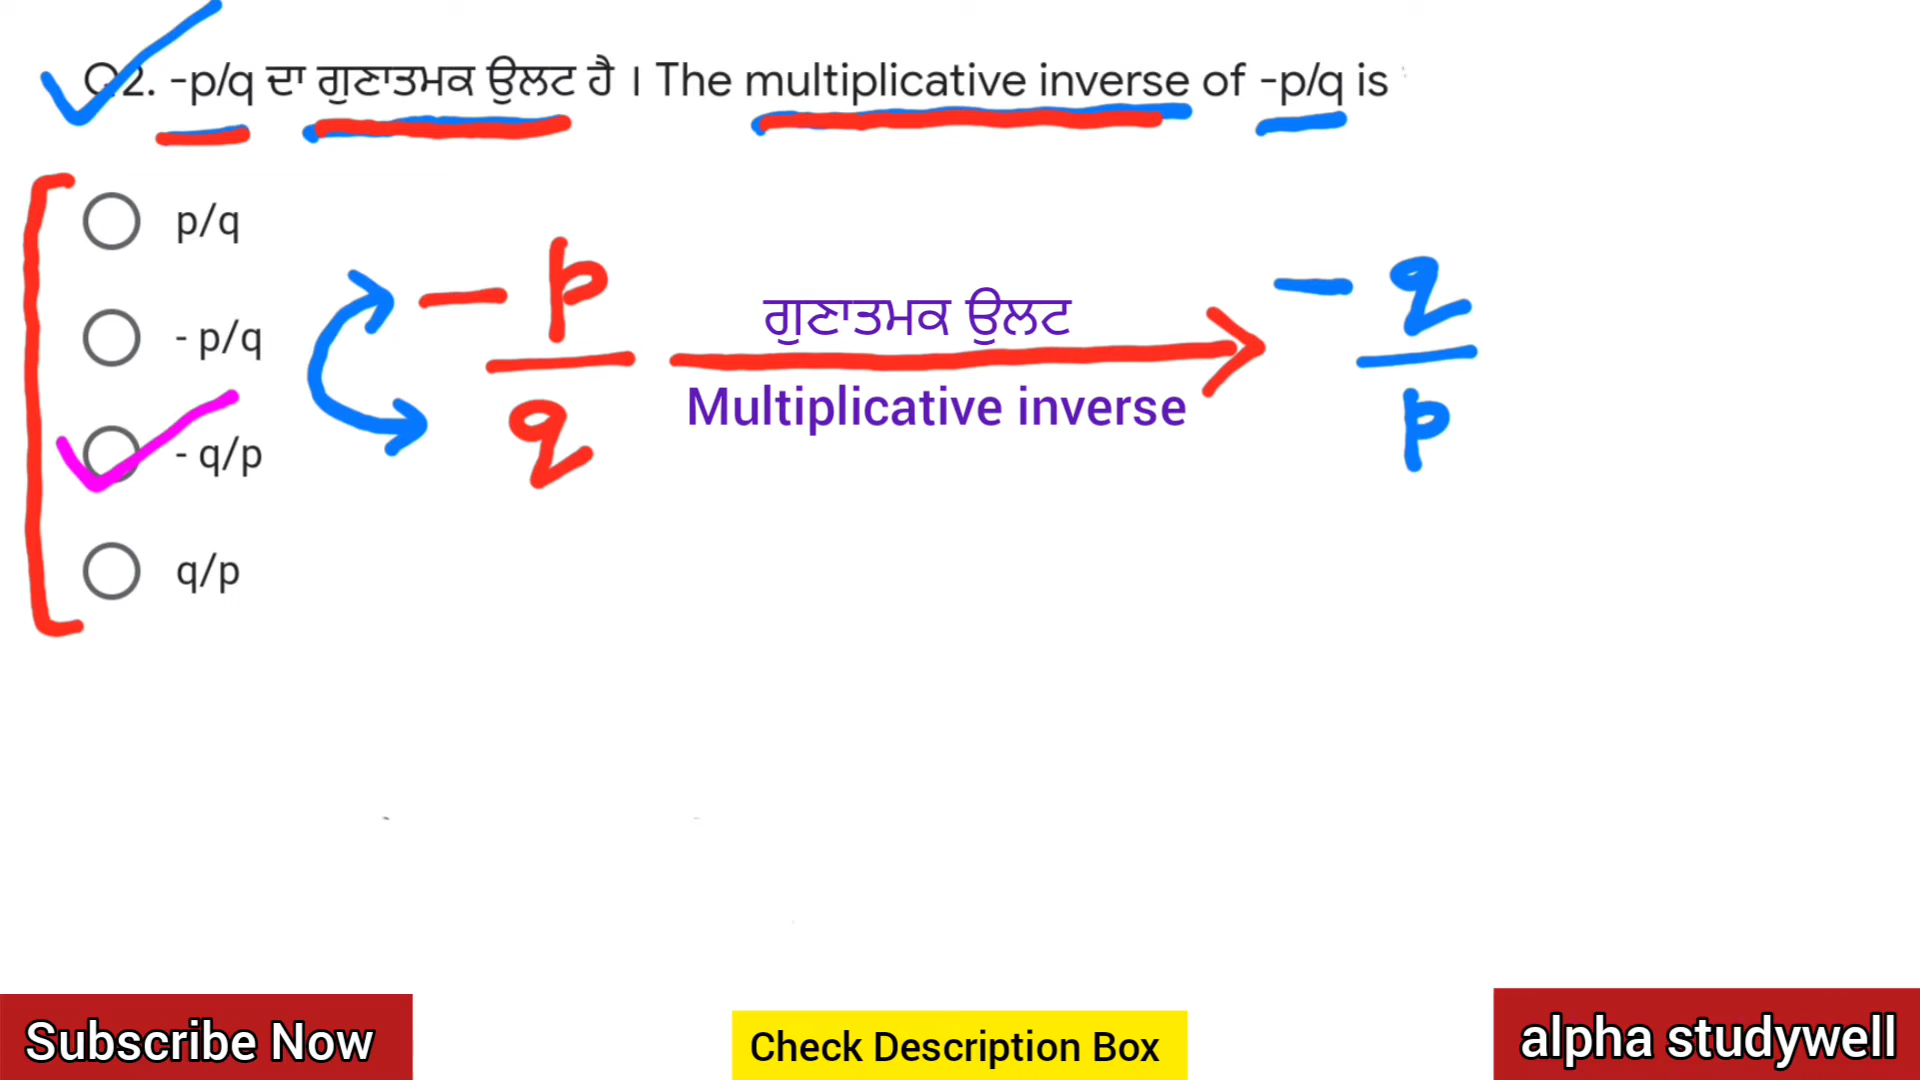 Q2. -p/q ਦਾ ਗੁਣਾਤਮਕ ਉਲਟ ਹੈ । The multiplicative inverse of -p/q is
p/q
- p/q
- q/p
q/p
- p
q
ਗੁਣਾਤਮਕ ਉਲਟ
Multiplicative inverse
- q
p
Subscribe Now
Check Description Box
alpha studywell